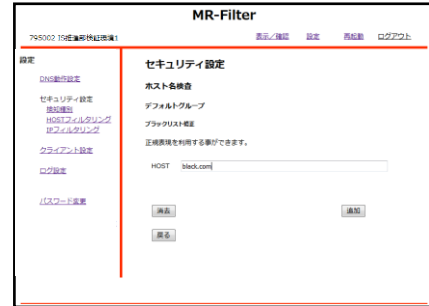 MR-Filter
795002 IS推進部検証環境1
表示／確認 設定 再起動 ログアウト
設定
DNS動作設定
セキュリティ設定
検知種別
HOSTフィルタリング
IPフィルタリング
クライアント設定
ログ設定
パスワード変更
セキュリティ設定
ホスト名検査
デフォルトグループ
ブラックリスト修正
正規表現を利用する事ができます。
HOST black.com
消去 追加
戻る